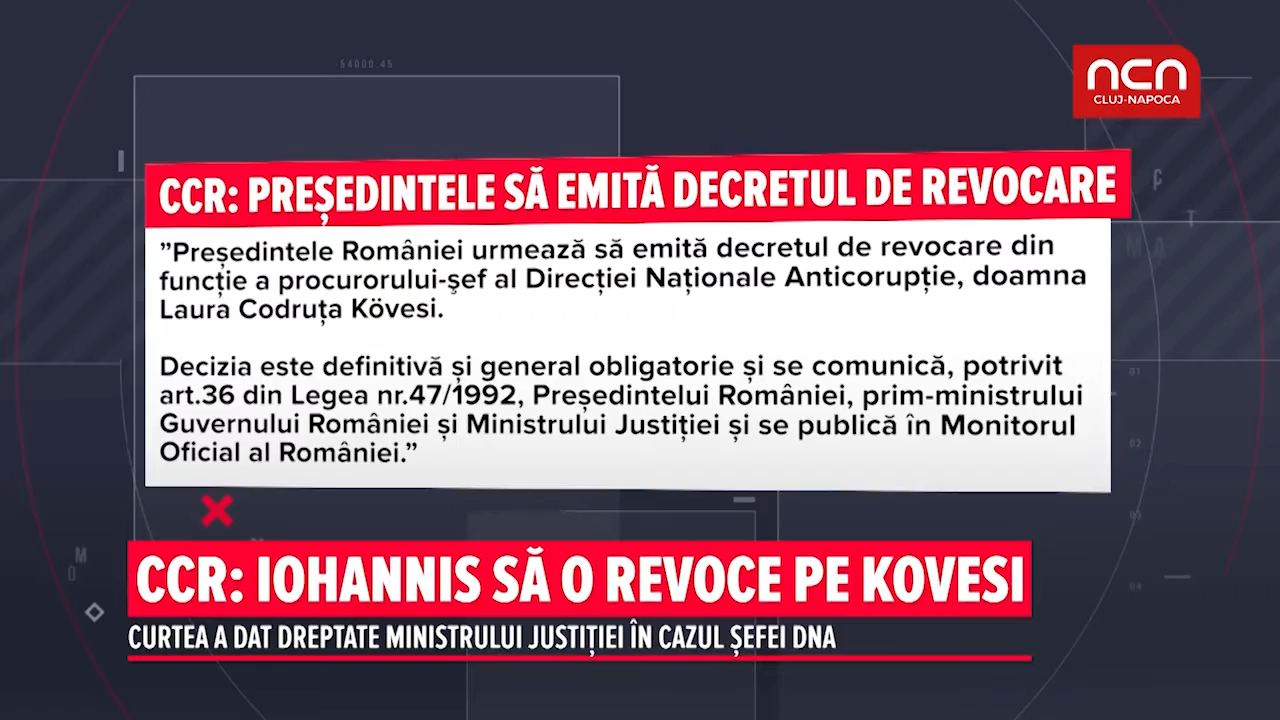 54000.45
ncn
CLUJ-NAPOCA
CCR: PREȘEDINTELE SĂ EMITĂ DECRETUL DE REVOCARE
”Președintele României urmează să emită decretul de revocare din
funcție a procurorului-şef al Direcției Naționale Anticorupție, doamna
Laura Codruța Kövesi.
Decizia este definitivă și general obligatorie și se comunică, potrivit
art.36 din Legea nr.47/1992, Președintelui României, prim-ministrului
Guvernului României și Ministrului Justiției și se publică în Monitorul
Oficial al României.”
01
02
03
04
CCR: IOHANNIS SĂ O REVOCE PE KOVESI
CURTEA A DAT DREPTATE MINISTRULUI JUSTIȚIEI ÎN CAZUL ȘEFEI DNA